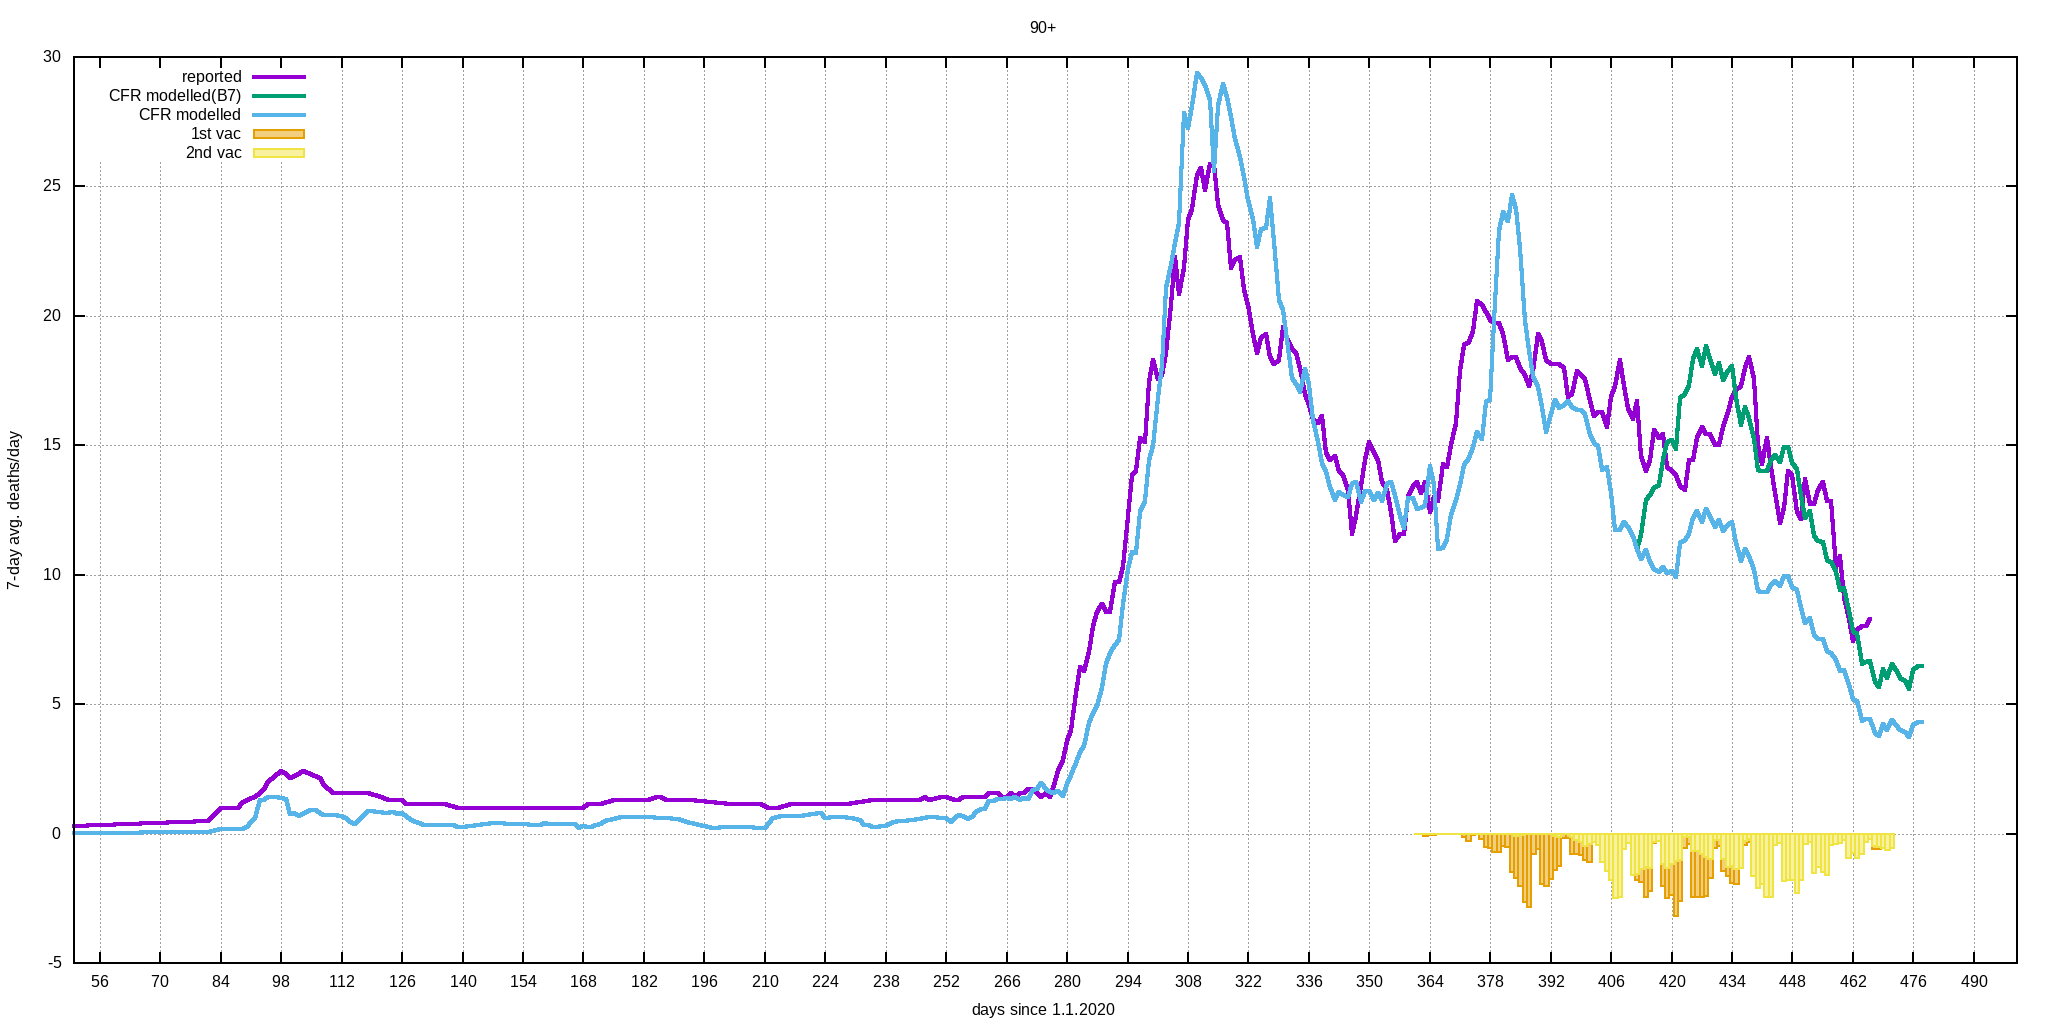 90+
reported
CFR modelled(B7)
CFR modelled
1st vac
2nd vac
30
25
20
15
10
5
0
-5
7-day avg. deaths/day
56 70 84 98 112 126 140 154 168 182 196 210 224 238 252 266 280 294 308 322 336 350 364 378 392 406 420 434 448 462 476 490
days since 1.1.2020